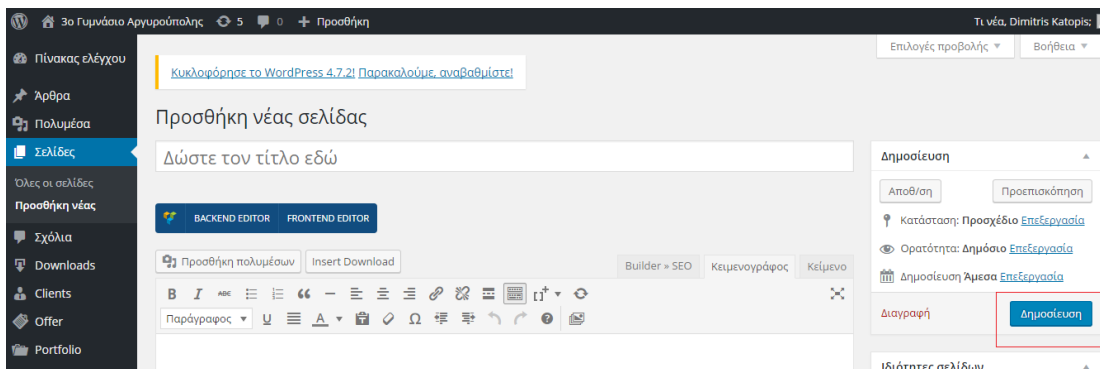 3ο Γυμνάσιο Αργυρούπολης 5 0 + Προσθήκη Τι νέα, Dimitris Katopis;
Επιλογές προβολής Βοήθεια
Πίνακας ελέγχου
Κυκλοφόρησε το WordPress 4.7.2! Παρακαλούμε, αναβαθμίστε!
Άρθρα
Πολυμέσα
Σελίδες
Όλες οι σελίδες
Προσθήκη νέας
Σχόλια
Downloads
Clients
Offer
Portfolio
Προσθήκη νέας σελίδας
Δώστε τον τίτλο εδώ
BACKEND EDITOR FRONTEND EDITOR
Προσθήκη πολυμέσων Insert Download
Builder » SEO Κειμενογράφος Κείμενο
B I ABC
Παράγραφος U A Ω
Δημοσίευση
Αποθ/ση Προεπισκόπηση
Κατάσταση: Προσχέδιο Επεξεργασία
Ορατότητα: Δημόσιο Επεξεργασία
Δημοσίευση Άμεσα Επεξεργασία
Διαγραφή Δημοσίευση
Ιδιότητες σελίδων